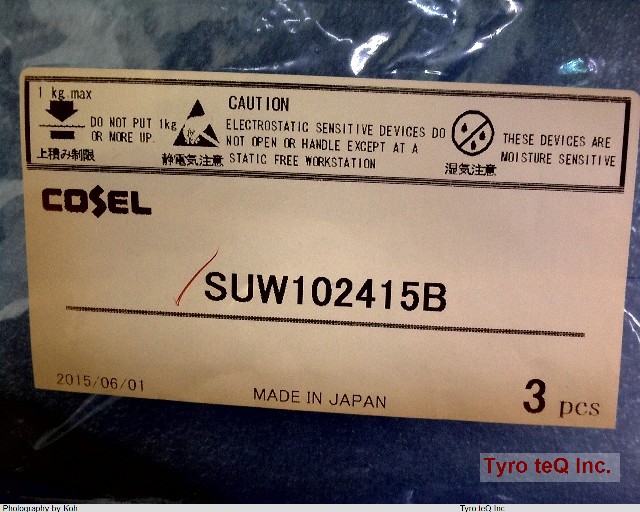 1 kg max
DO NOT PUT 1kg
OR MORE UP.
上積み制限
静電気注意
CAUTION
ELECTROSTATIC SENSITIVE DEVICES DO
NOT OPEN OR HANDLE EXCEPT AT A
STATIC FREE WORKSTATION
湿気注意
THESE DEVICES ARE
MOISTURE SENSITIVE
COSEL
SUW102415B
2015/06/01
MADE IN JAPAN
3 pcs
Tyro teQ Inc.
Photography by Koh
Tyro teQ Inc